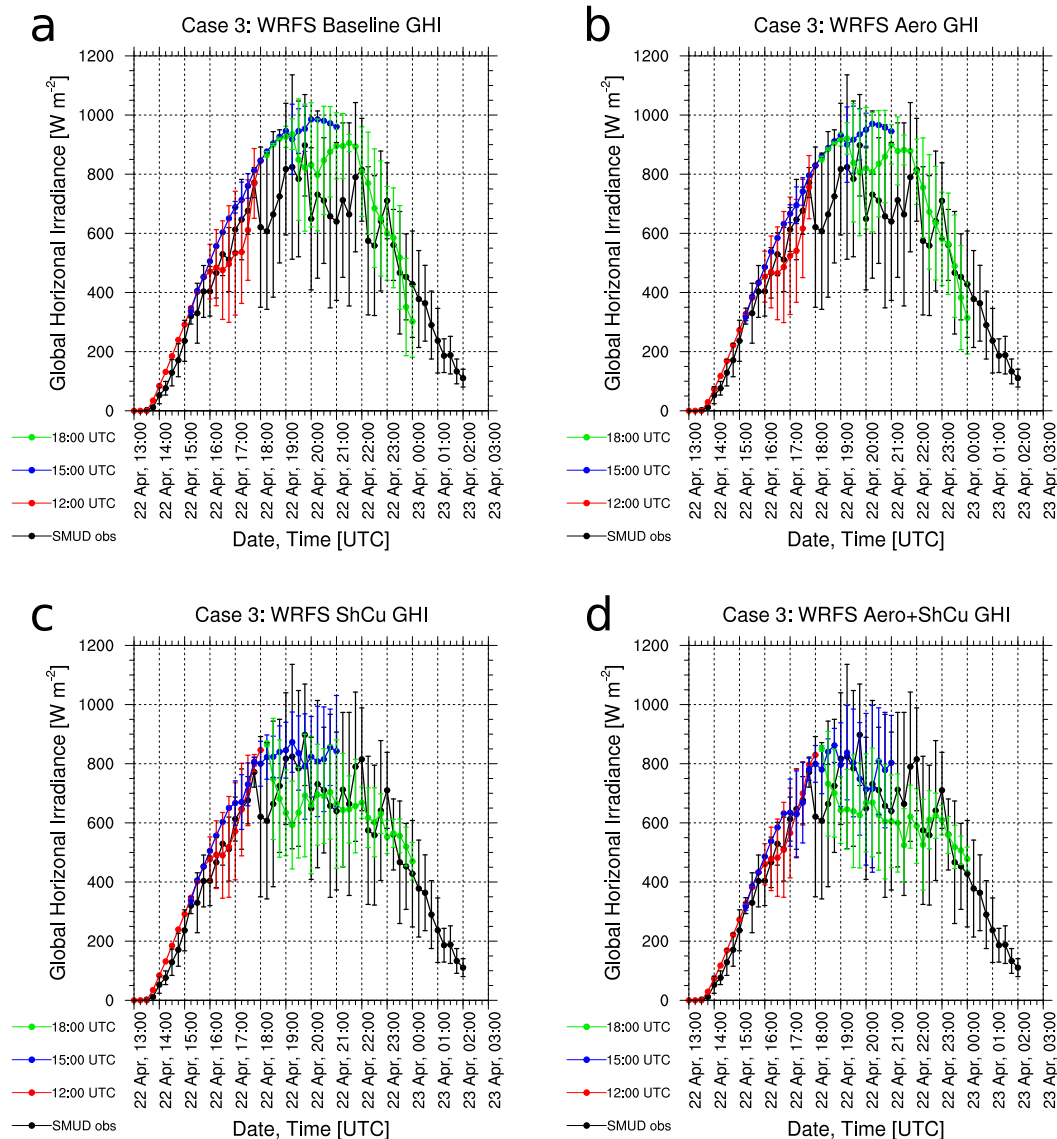 a
Case 3: WRFS Baseline GHI
Global Horizonal Irradiance [W m-2]
1200
1000
800
600
400
200
0
22 Apr, 13:00
22 Apr, 14:00
22 Apr, 15:00
22 Apr, 16:00
22 Apr, 17:00
22 Apr, 18:00
22 Apr, 19:00
22 Apr, 20:00
22 Apr, 21:00
22 Apr, 22:00
22 Apr, 23:00
23 Apr, 00:00
23 Apr, 01:00
23 Apr, 02:00
23 Apr, 03:00
18:00 UTC
15:00 UTC
12:00 UTC
SMUD obs
Date, Time [UTC]
b
Case 3: WRFS Aero GHI
Global Horizonal Irradiance [W m-2]
1200
1000
800
600
400
200
0
22 Apr, 13:00
22 Apr, 14:00
22 Apr, 15:00
22 Apr, 16:00
22 Apr, 17:00
22 Apr, 18:00
22 Apr, 19:00
22 Apr, 20:00
22 Apr, 21:00
22 Apr, 22:00
22 Apr, 23:00
23 Apr, 00:00
23 Apr, 01:00
23 Apr, 02:00
23 Apr, 03:00
18:00 UTC
15:00 UTC
12:00 UTC
SMUD obs
Date, Time [UTC]
c
Case 3: WRFS ShCu GHI
Global Horizonal Irradiance [W m-2]
1200
1000
800
600
400
200
0
22 Apr, 13:00
22 Apr, 14:00
22 Apr, 15:00
22 Apr, 16:00
22 Apr, 17:00
22 Apr, 18:00
22 Apr, 19:00
22 Apr, 20:00
22 Apr, 21:00
22 Apr, 22:00
22 Apr, 23:00
23 Apr, 00:00
23 Apr, 01:00
23 Apr, 02:00
23 Apr, 03:00
18:00 UTC
15:00 UTC
12:00 UTC
SMUD obs
Date, Time [UTC]
d
Case 3: WRFS Aero+ShCu GHI
Global Horizonal Irradiance [W m-2]
1200
1000
800
600
400
200
0
22 Apr, 13:00
22 Apr, 14:00
22 Apr, 15:00
22 Apr, 16:00
22 Apr, 17:00
22 Apr, 18:00
22 Apr, 19:00
22 Apr, 20:00
22 Apr, 21:00
22 Apr, 22:00
22 Apr, 23:00
23 Apr, 00:00
23 Apr, 01:00
23 Apr, 02:00
23 Apr, 03:00
18:00 UTC
15:00 UTC
12:00 UTC
SMUD obs
Date, Time [UTC]